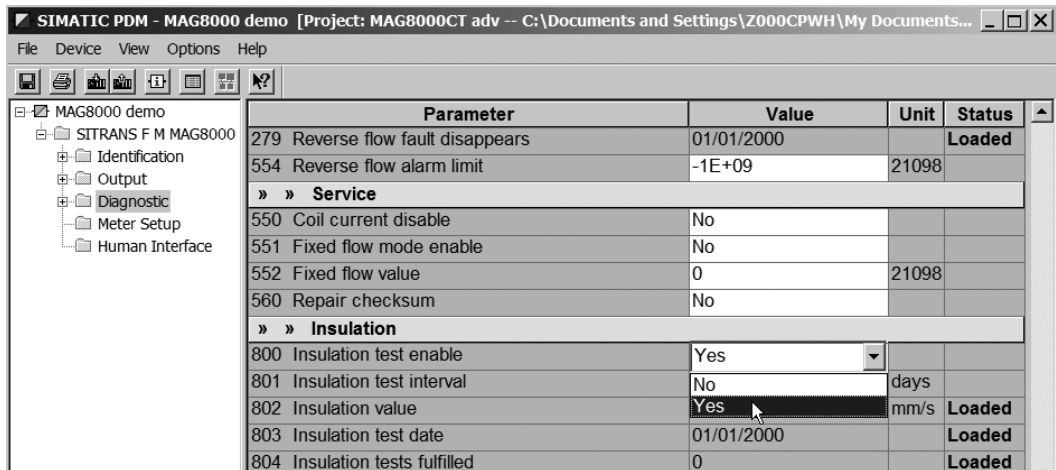 SIMATIC PDM - MAG8000 demo [Project: MAG8000CT adv -- C:\Documents and Settings\Z000CPWH\My Documents...
File Device View Options Help
MAG8000 demo
SITRANS F M MAG8000
Identification
Output
Diagnostic
Meter Setup
Human Interface
Parameter Value Unit Status
279 Reverse flow fault disappears 01/01/2000 Loaded
554 Reverse flow alarm limit -1E+09 21098
» » Service
550 Coil current disable No
551 Fixed flow mode enable No
552 Fixed flow value 0 21098
560 Repair checksum No
» » Insulation
800 Insulation test enable Yes
801 Insulation test interval No days
802 Insulation value Yes mm/s Loaded
803 Insulation test date 01/01/2000 Loaded
804 Insulation tests fulfilled 0 Loaded